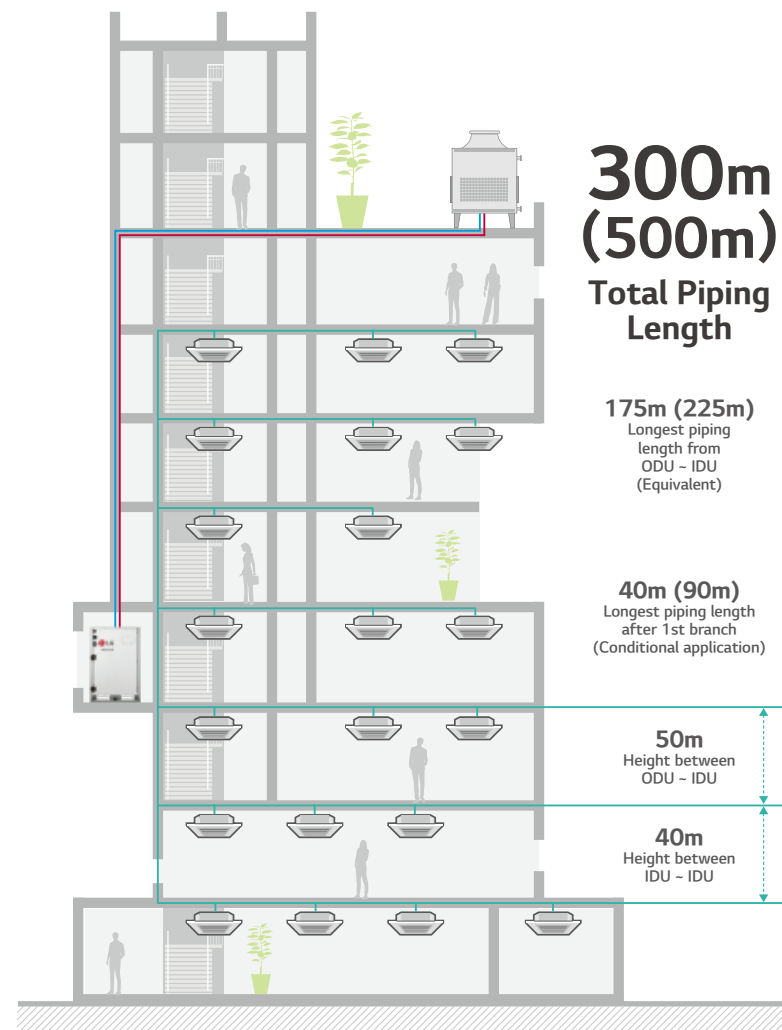 300m
(500m)
Total Piping
Length
175m (225m)
Longest piping
length from
ODU ~ IDU
(Equivalent)
40m (90m)
Longest piping length
after 1st branch
(Conditional application)
LG
50m
Height between
ODU ~ IDU
40m
Height between
IDU ~ IDU